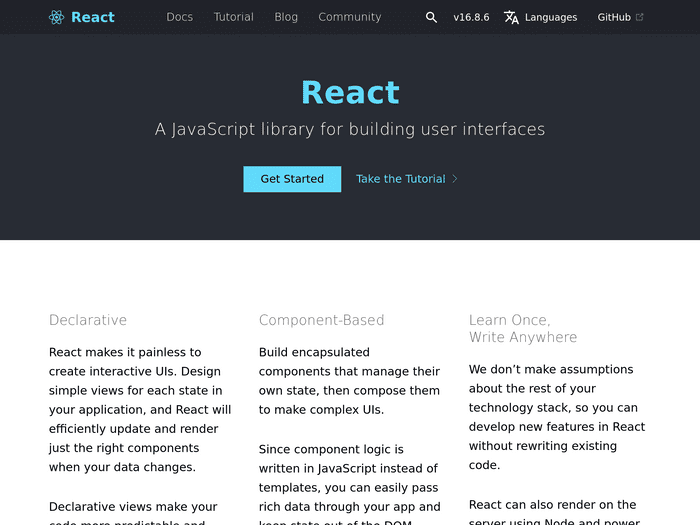 React Docs Tutorial Blog Community v16.8.6 Languages GitHub
React
A JavaScript library for building user interfaces
Get Started Take the Tutorial
Declarative
React makes it painless to
create interactive UIs. Design
simple views for each state in
your application, and React will
efficiently update and render
just the right components
when your data changes.
Declarative views make your
code more predictable and
Component-Based
Build encapsulated
components that manage their
own state, then compose them
to make complex UIs.
Since component logic is
written in JavaScript instead of
templates, you can easily pass
rich data through your app and
keep state out of the DOM.
Learn Once,
Write Anywhere
We don’t make assumptions
about the rest of your
technology stack, so you can
develop new features in React
without rewriting existing
code.
React can also render on the
server using Node and power